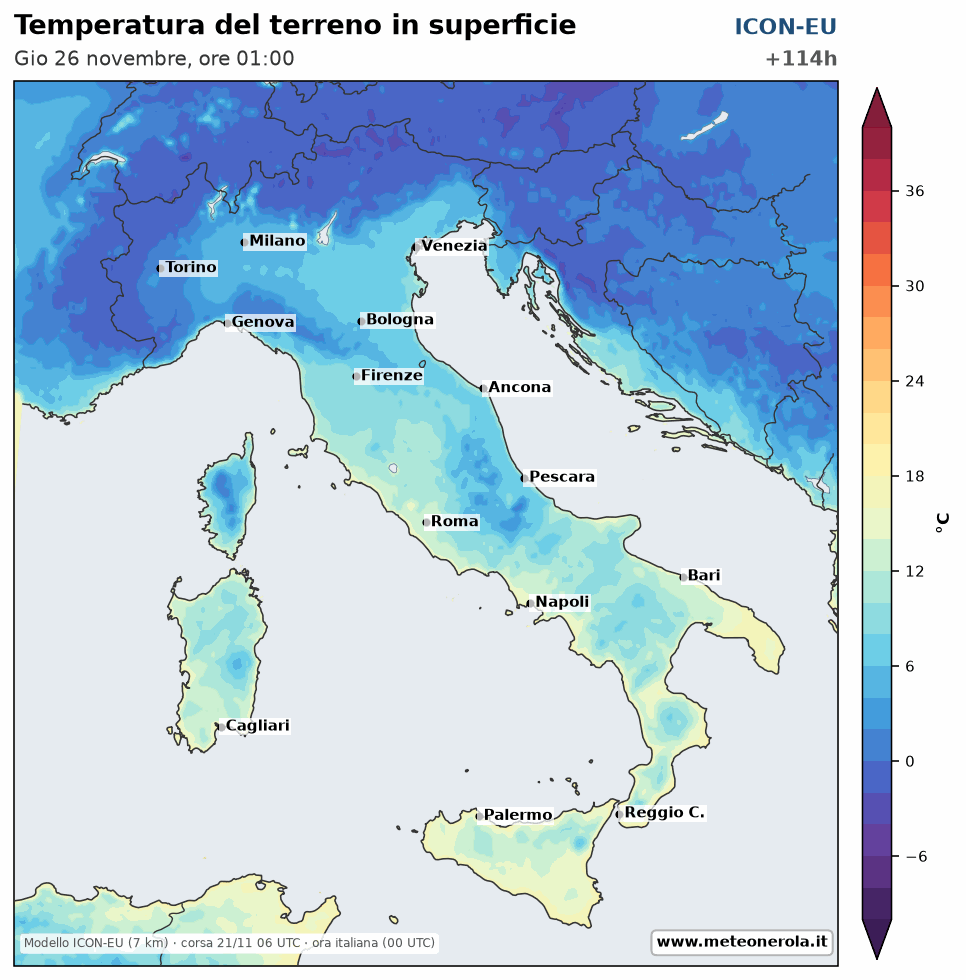 Temperatura del terreno in superficie
ICON-EU
Gio 26 novembre, ore 01:00
+114h
Milano
Venezia
Torino
Genova
Bologna
Firenze
Ancona
Pescara
Roma
Bari
Napoli
Cagliari
Palermo
Reggio C.
36
30
24
18
12
6
0
−6
°C
Modello ICON-EU (7 km) · corsa 21/11 06 UTC · ora italiana (00 UTC)
www.meteonerola.it